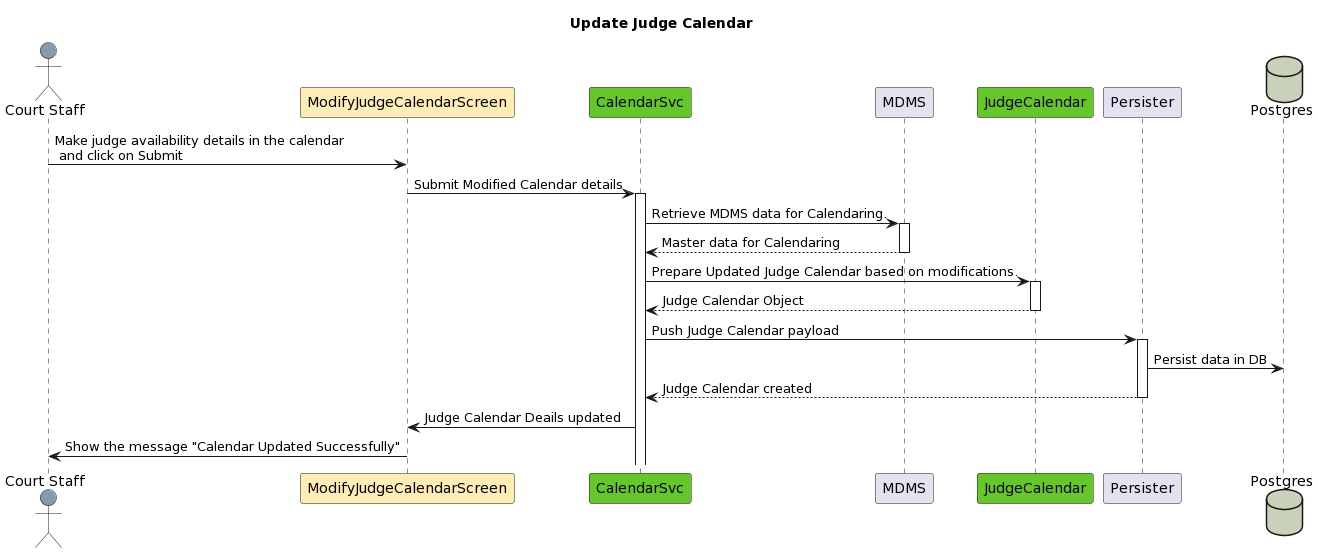 Update Judge Calendar
Court Staff
ModifyJudgeCalendarScreen
CalendarSvc
MDMS
JudgeCalendar
Persister
Postgres
Make judge availability details in the calendar
and click on Submit
Submit Modified Calendar details
Retrieve MDMS data for Calendaring.
Master data for Calendaring
Prepare Updated Judge Calendar based on modifications.
Judge Calendar Object
Push Judge Calendar payload
Persist data in DB
Judge Calendar created
Judge Calendar Deails updated
Show the message "Calendar Updated Successfully"
Court Staff
ModifyJudgeCalendarScreen
CalendarSvc
MDMS
JudgeCalendar
Persister
Postgres